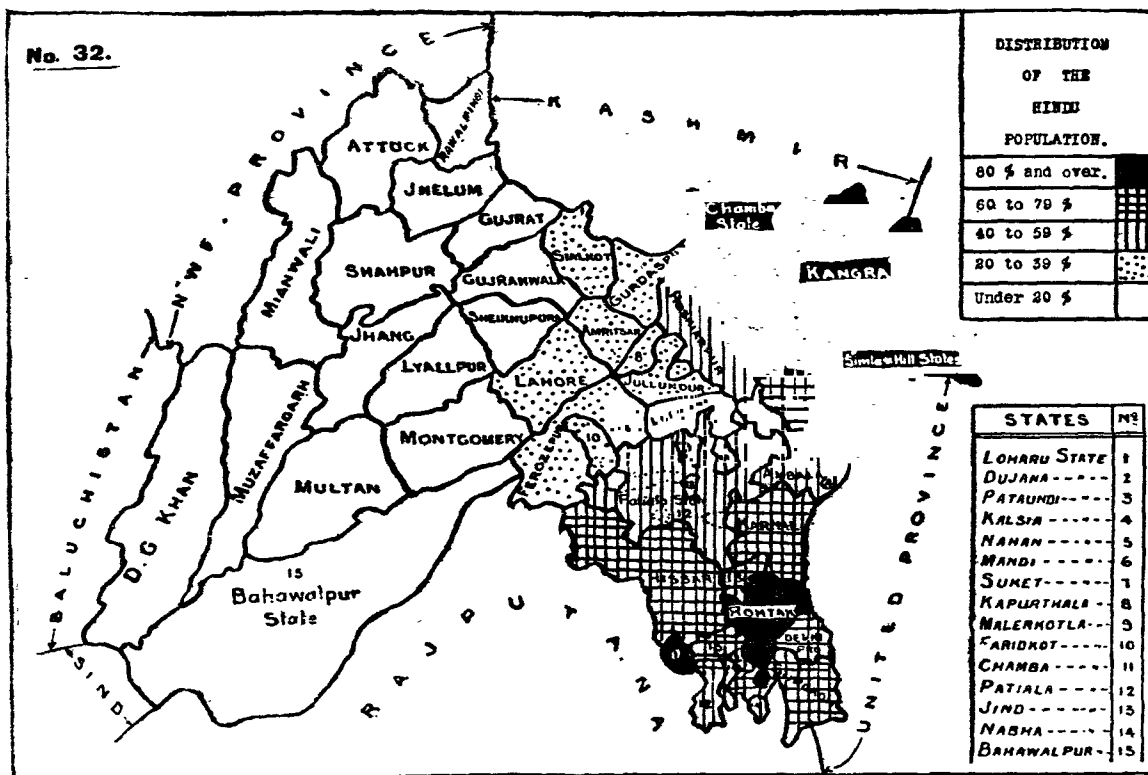 No. 32.
N.W.F. PROVINCE
KASHMIR
BALUCHISTAN
SIND
RAJPUTANA
UNITED PROVINCE
DISTRIBUTION
OF THE
HINDU
POPULATION.
80 % and over.
60 to 79 %
40 to 59 %
20 to 39 %
Under 20 %
RAWALPINDI
ATTOCK
JHELUM
GUJRAT
MIANWALI
SHAHPUR
SIALKOT
GURDASPUR
GUJRANWALA
Chamba
State
KANGRA
Simla Hill States
SHEIKHUPURA
AMRITSAR
JHANG
LYALLPUR
LAHORE
8
JULLUNDUR
MONTGOMERY
MUZAFFARGARH
MULTAN
FEROZEPUR
10
D.G KHAN
Patiala State
12
KARNAL
HISSAR
ROHTAK
DELHI
15
Bahawalpur
State
1
STATES Nº
LOHARU STATE 1
DUJANA ---- 2
PATAUNDI ---- 3
KALSIA ---- 4
NAHAN ---- 5
MANDI ---- 6
SUKET ---- 7
KAPURTHALA -- 8
MALERKOTLA -- 9
FARIDKOT ---- 10
CHAMBA ---- 11
PATIALA ---- 12
JIND ---- 13
NABHA ---- 14
BAHAWALPUR -- 15